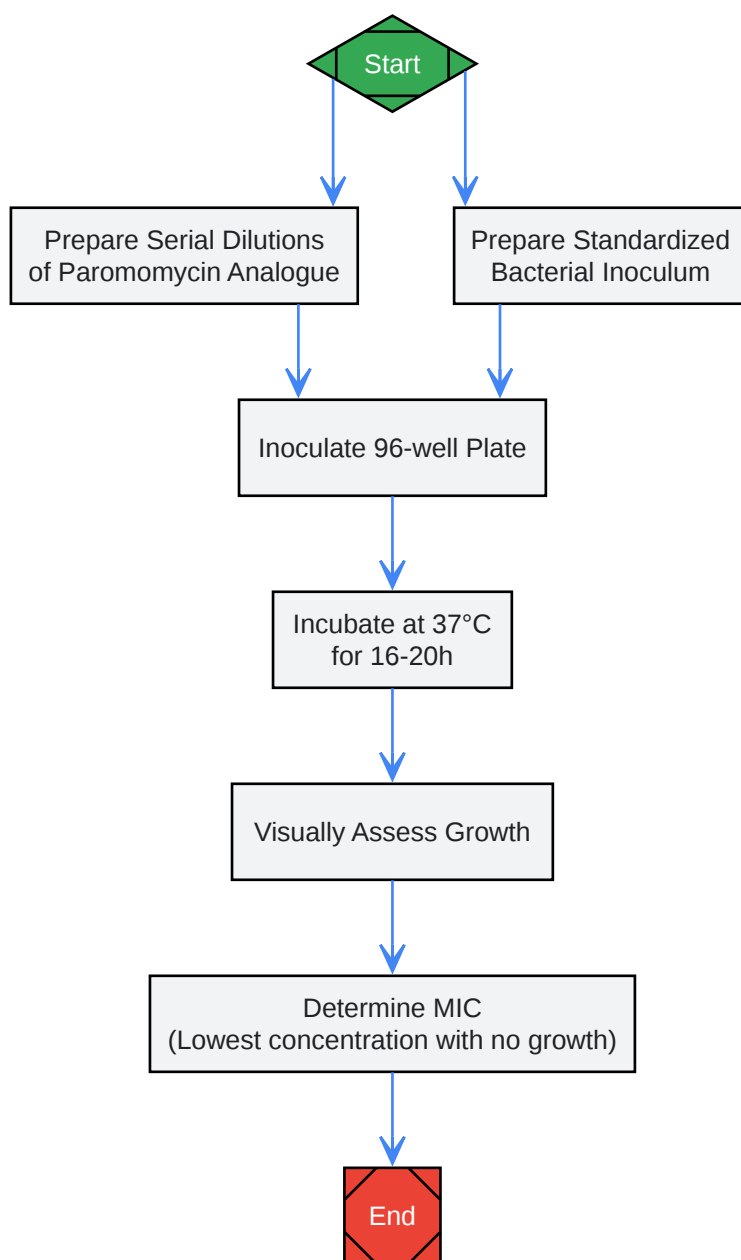 Start
Prepare Serial Dilutions
of Paromomycin Analogue
Prepare Standardized
Bacterial Inoculum
Inoculate 96-well Plate
Incubate at 37°C
for 16-20h
Visually Assess Growth
Determine MIC
(Lowest concentration with no growth)
End